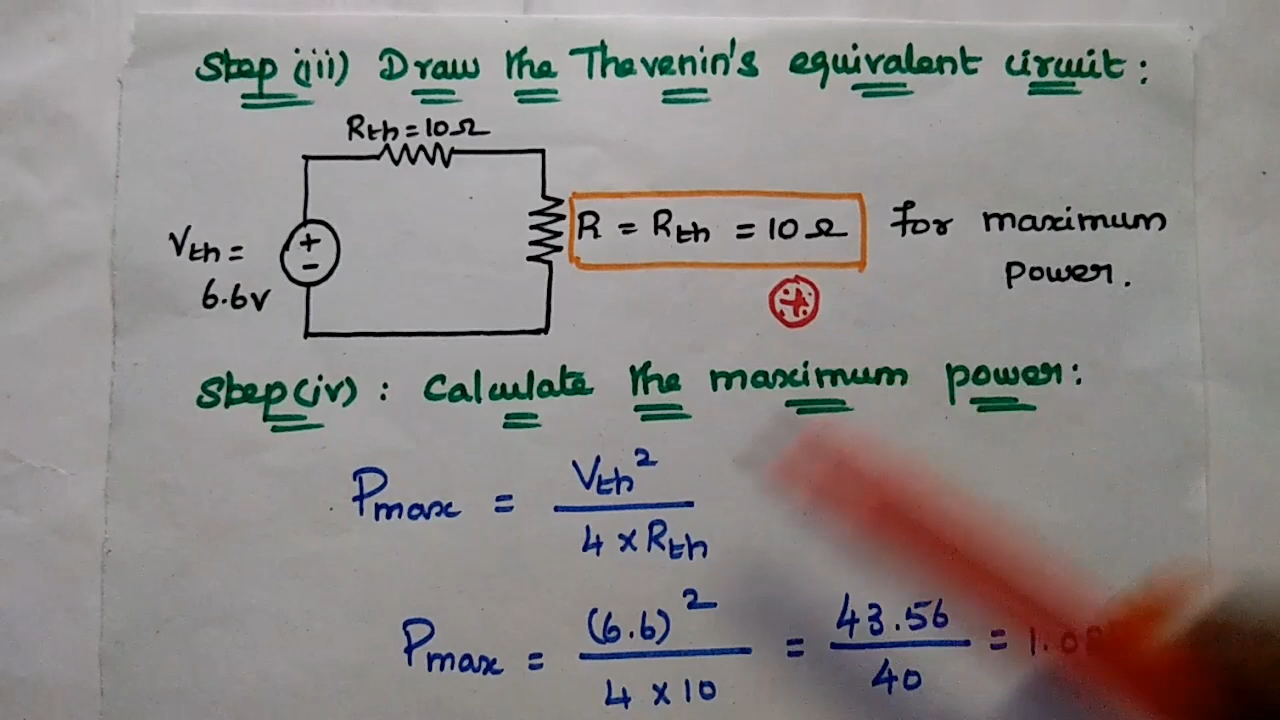 Step (iii) Draw the Thevenin's equivalent circuit:
Rth = 10Ω
Vth =
6.6V
+
-
R = Rth = 10Ω
for maximum
power.
Step (iv) : Calculate the maximum power:
Pmax = Vth² / 4 × Rth
Pmax = (6.6)² / 4 × 10 = 43.56 / 40 =